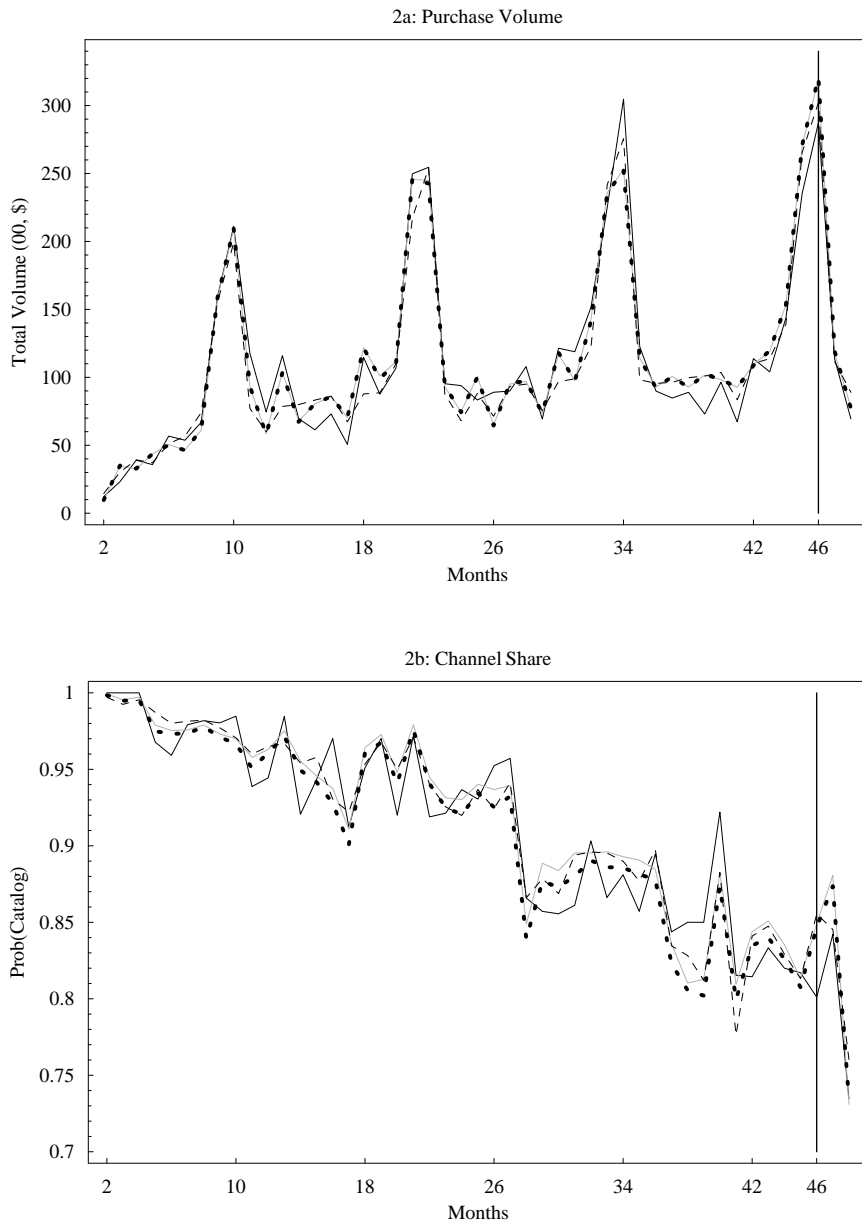 2a: Purchase Volume
300
250
200
150
100
50
0
Total Volume (00, $)
2 10 18 26 34 42 46
Months
2b: Channel Share
1
0.95
0.9
0.85
0.8
0.75
0.7
Prob(Catalog)
2 10 18 26 34 42 46
Months